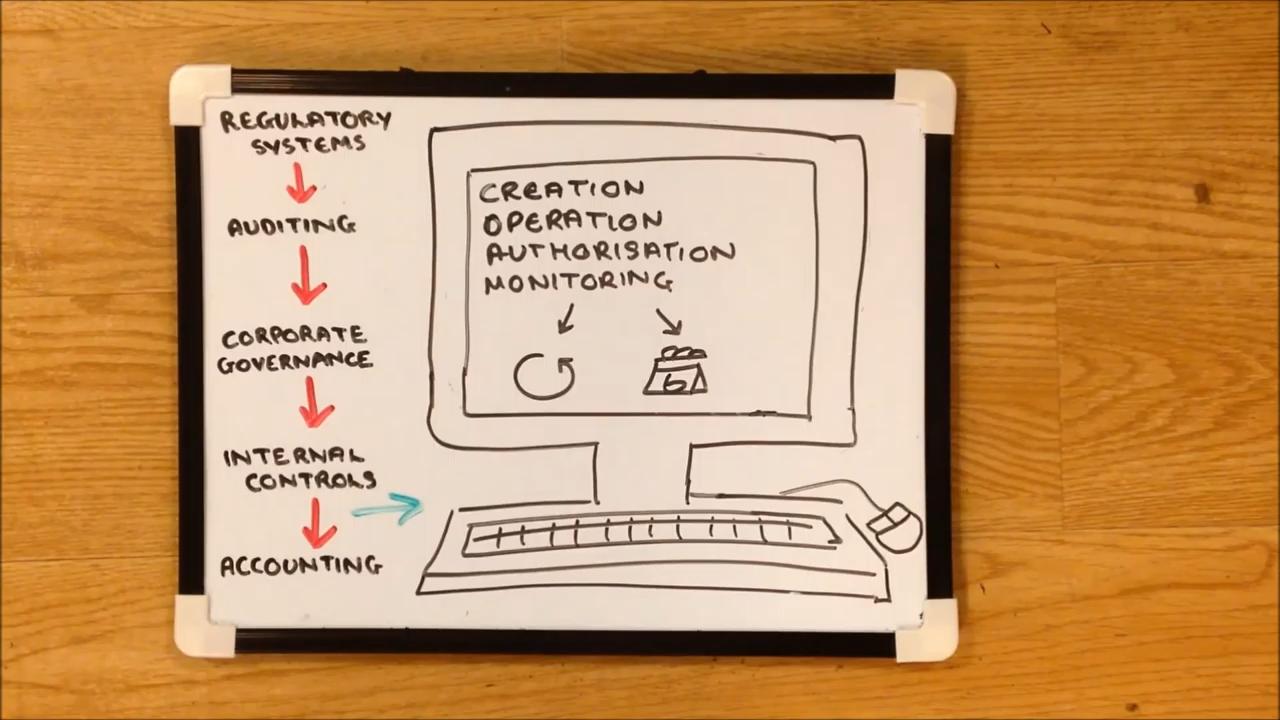 REGULATORY
SYSTEMS
AUDITING
CORPORATE
GOVERNANCE
INTERNAL
CONTROLS
ACCOUNTING
CREATION
OPERATION
AUTHORISATION
MONITORING